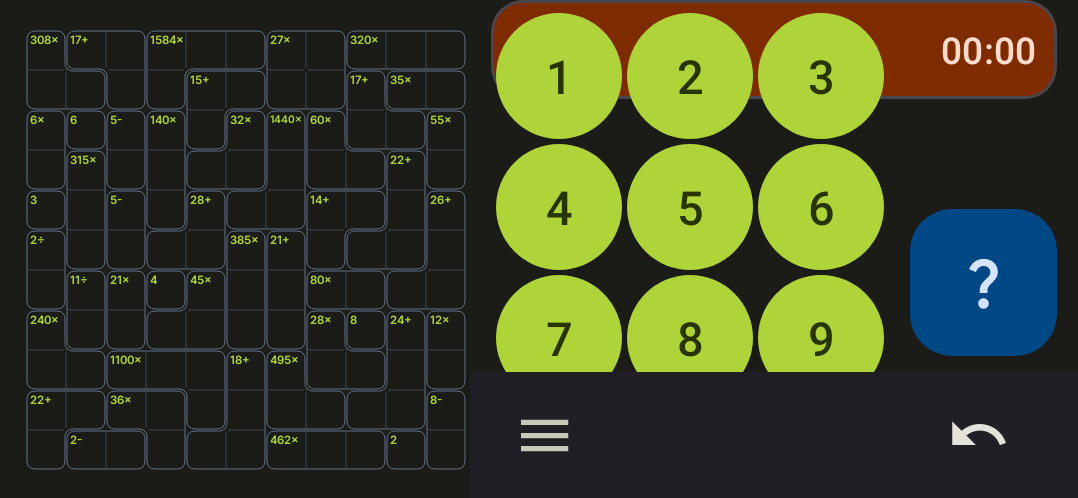 308× 17+ 1584× 27× 320×
15+ 17+ 35×
6× 6 5- 140× 32× 1440× 60× 55×
315× 22+
3 5- 28+ 14+ 26+
2÷ 385× 21+
11÷ 21× 4 45× 80×
240× 28× 8 24+ 12×
1100× 18+ 495×
22+ 36× 8-
2- 462× 2
00:00
1 2 3
4 5 6
?
7 8 9